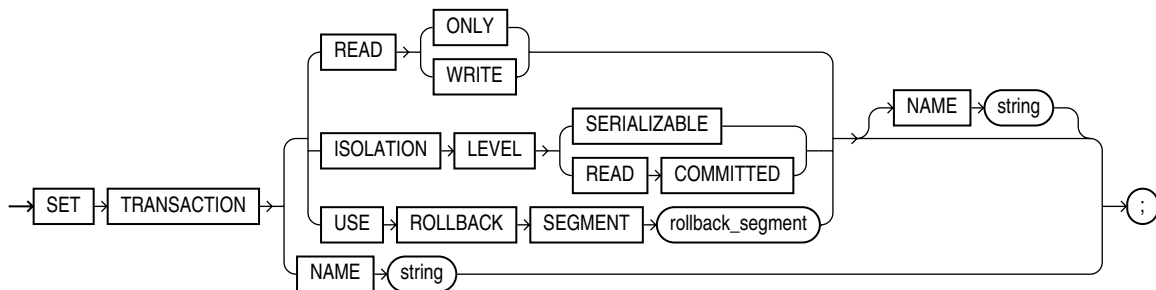 ONLY
READ
WRITE
NAME string
SERIALIZABLE
ISOLATION LEVEL
READ COMMITTED
SET TRANSACTION ;
USE ROLLBACK SEGMENT rollback_segment
NAME string